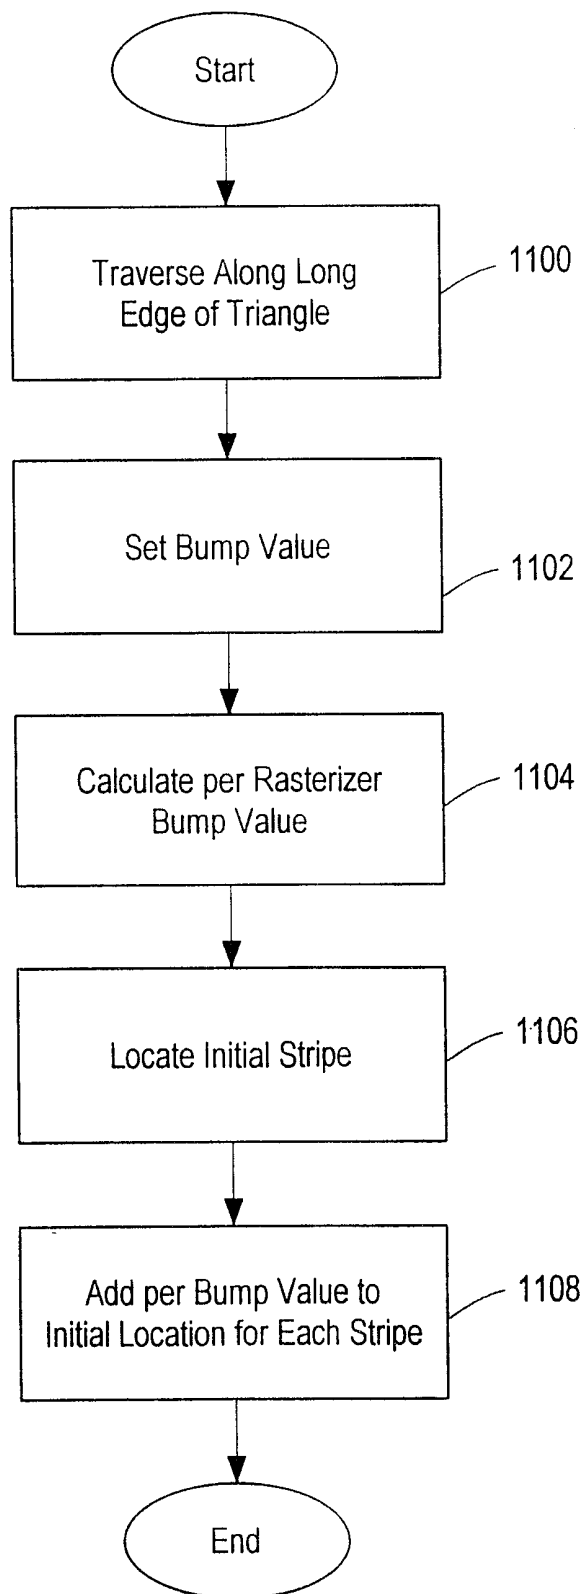 Start
Traverse Along Long
Edge of Triangle
1100
Set Bump Value
1102
Calculate per Rasterizer
Bump Value
1104
Locate Initial Stripe
1106
Add per Bump Value to
Initial Location for Each Stripe
1108
End